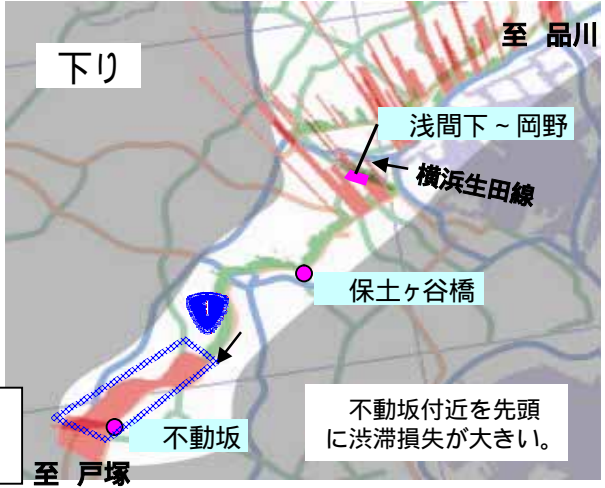 至 品川
下り
浅間下～岡野
横浜生田線
保土ヶ谷橋
1
不動坂付近を先頭
に渋滞損失が大きい。
不動坂
至 戸塚